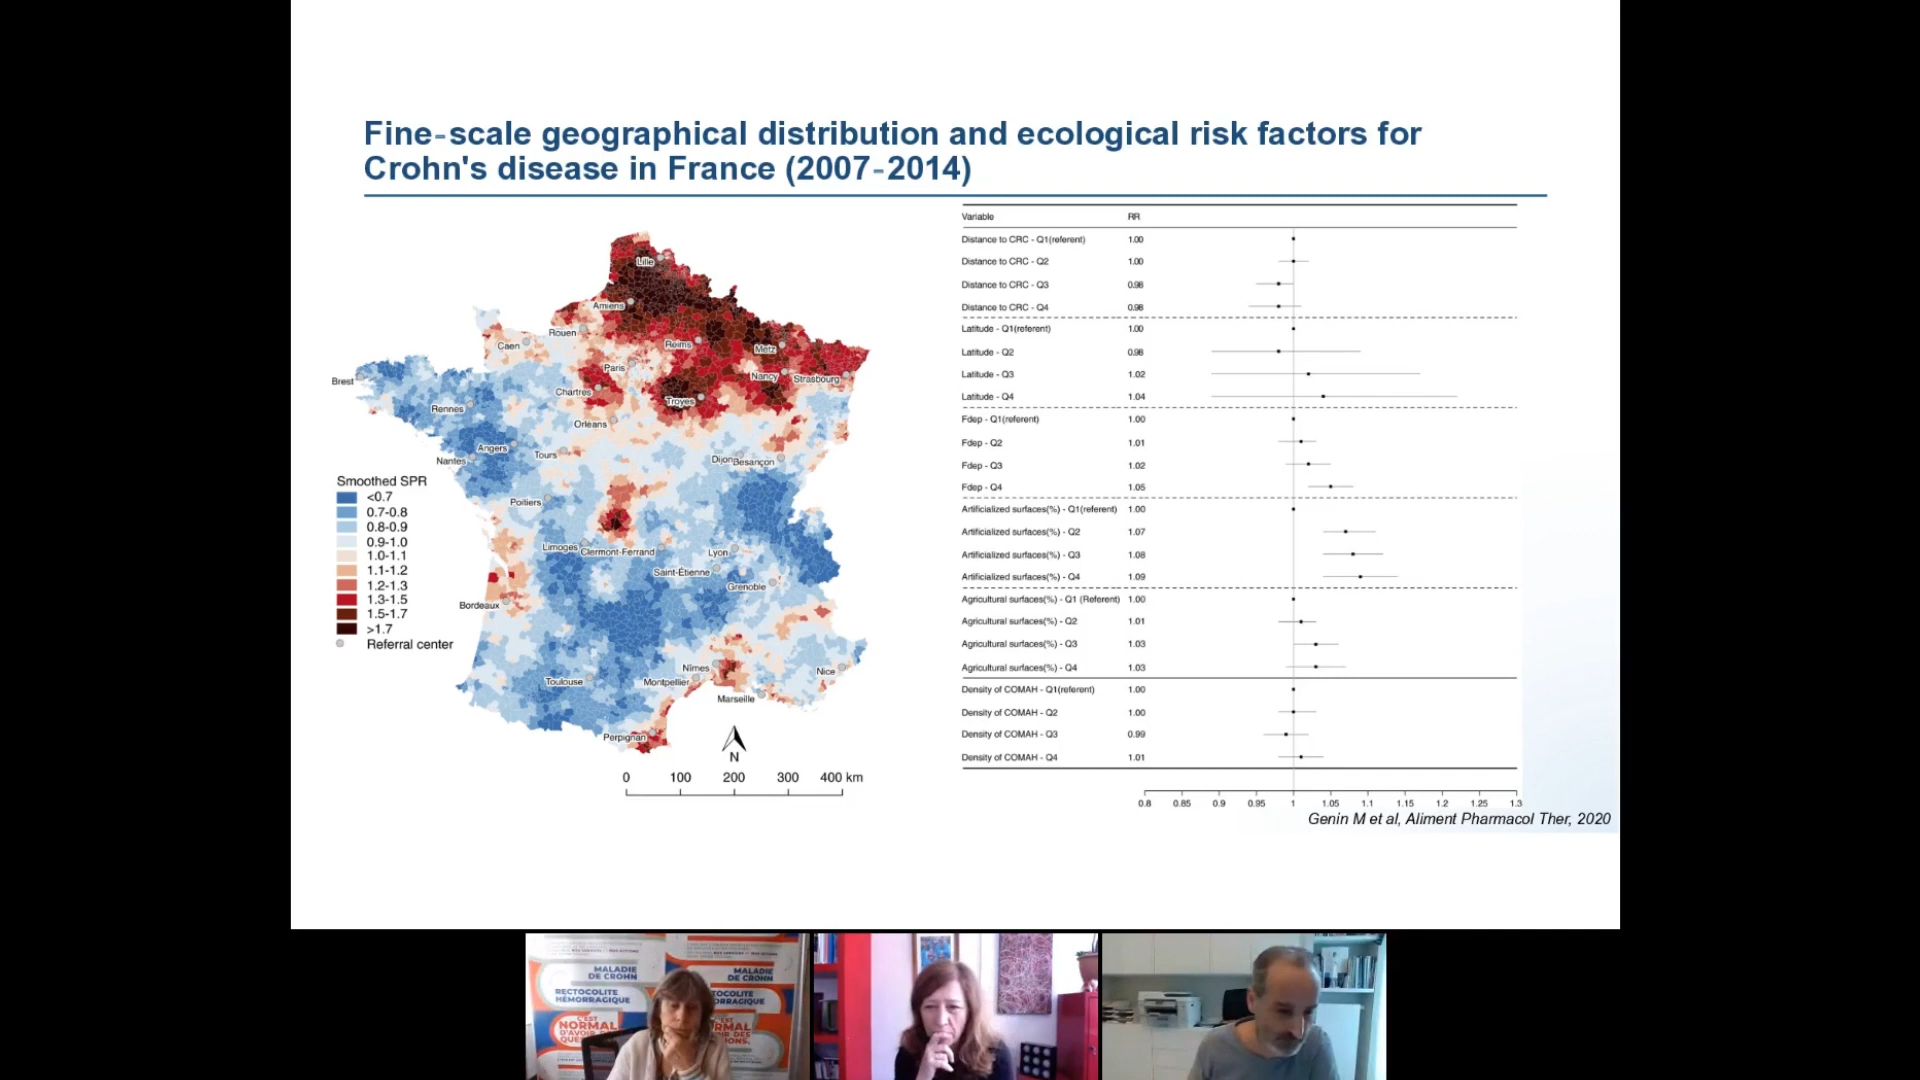 Fine-scale geographical distribution and ecological risk factors for
Crohn's disease in France (2007-2014)
Lille
Amiens
Rouen
Caen
Reims
Metz
Paris
Nancy
Strasbourg
Brest
Chartres
Troyes
Rennes
Orléans
Angers
Nantes
Tours
Dijon
Besançon
Poitiers
Limoges
Clermont-Ferrand
Lyon
Saint-Étienne
Grenoble
Bordeaux
Nîmes
Nice
Toulouse
Montpellier
Marseille
Perpignan
Smoothed SPR
<0.7
0.7-0.8
0.8-0.9
0.9-1.0
1.0-1.1
1.1-1.2
1.2-1.3
1.3-1.5
1.5-1.7
>1.7
Referral center
N
0 100 200 300 400 km
Variable RR
Distance to CRC - Q1(referent) 1.00
Distance to CRC - Q2 1.00
Distance to CRC - Q3 0.98
Distance to CRC - Q4 0.98
Latitude - Q1(referent) 1.00
Latitude - Q2 0.98
Latitude - Q3 1.02
Latitude - Q4 1.04
Fdep - Q1(referent) 1.00
Fdep - Q2 1.01
Fdep - Q3 1.02
Fdep - Q4 1.05
Artificialized surfaces(%) - Q1(referent) 1.00
Artificialized surfaces(%) - Q2 1.07
Artificialized surfaces(%) - Q3 1.08
Artificialized surfaces(%) - Q4 1.09
Agricultural surfaces(%) - Q1 (Referent) 1.00
Agricultural surfaces(%) - Q2 1.01
Agricultural surfaces(%) - Q3 1.03
Agricultural surfaces(%) - Q4 1.03
Density of COMAH - Q1(referent) 1.00
Density of COMAH - Q2 1.00
Density of COMAH - Q3 0.99
Density of COMAH - Q4 1.01
0.8 0.85 0.9 0.95 1 1.05 1.1 1.15 1.2 1.25 1.3
Genin M et al, Aliment Pharmacol Ther, 2020
MALADIE
DE CROHN
RECTOCOLITE
HÉMORRAGIQUE
C'EST
NORMAL
D'AVOIR
MALADIE
DE CROHN